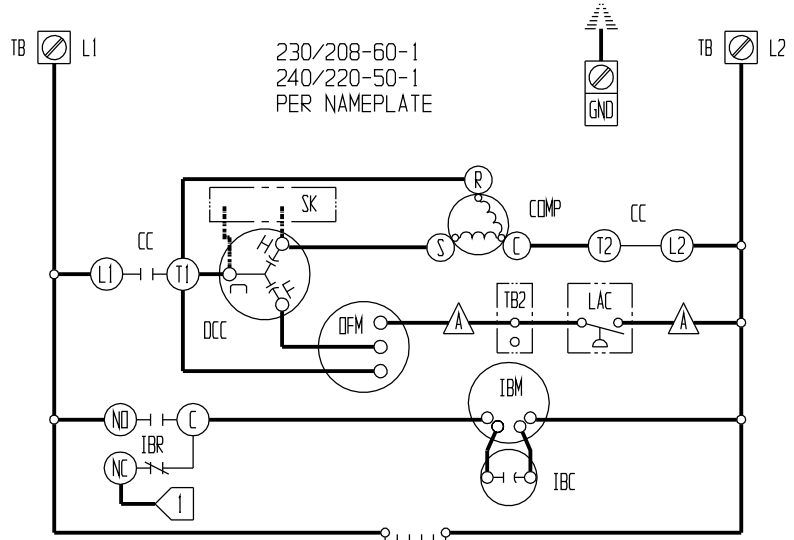 TB L1
TB L2
230/208-60-1
240/220-50-1
PER NAMEPLATE
GND
R
SK
COMP
CC
CC
H
S
C
T2
L2
L1
T1
C
F
TB2
LAC
DCC
OFM
A
A
IBM
NO
C
IBR
NC
IBC
1